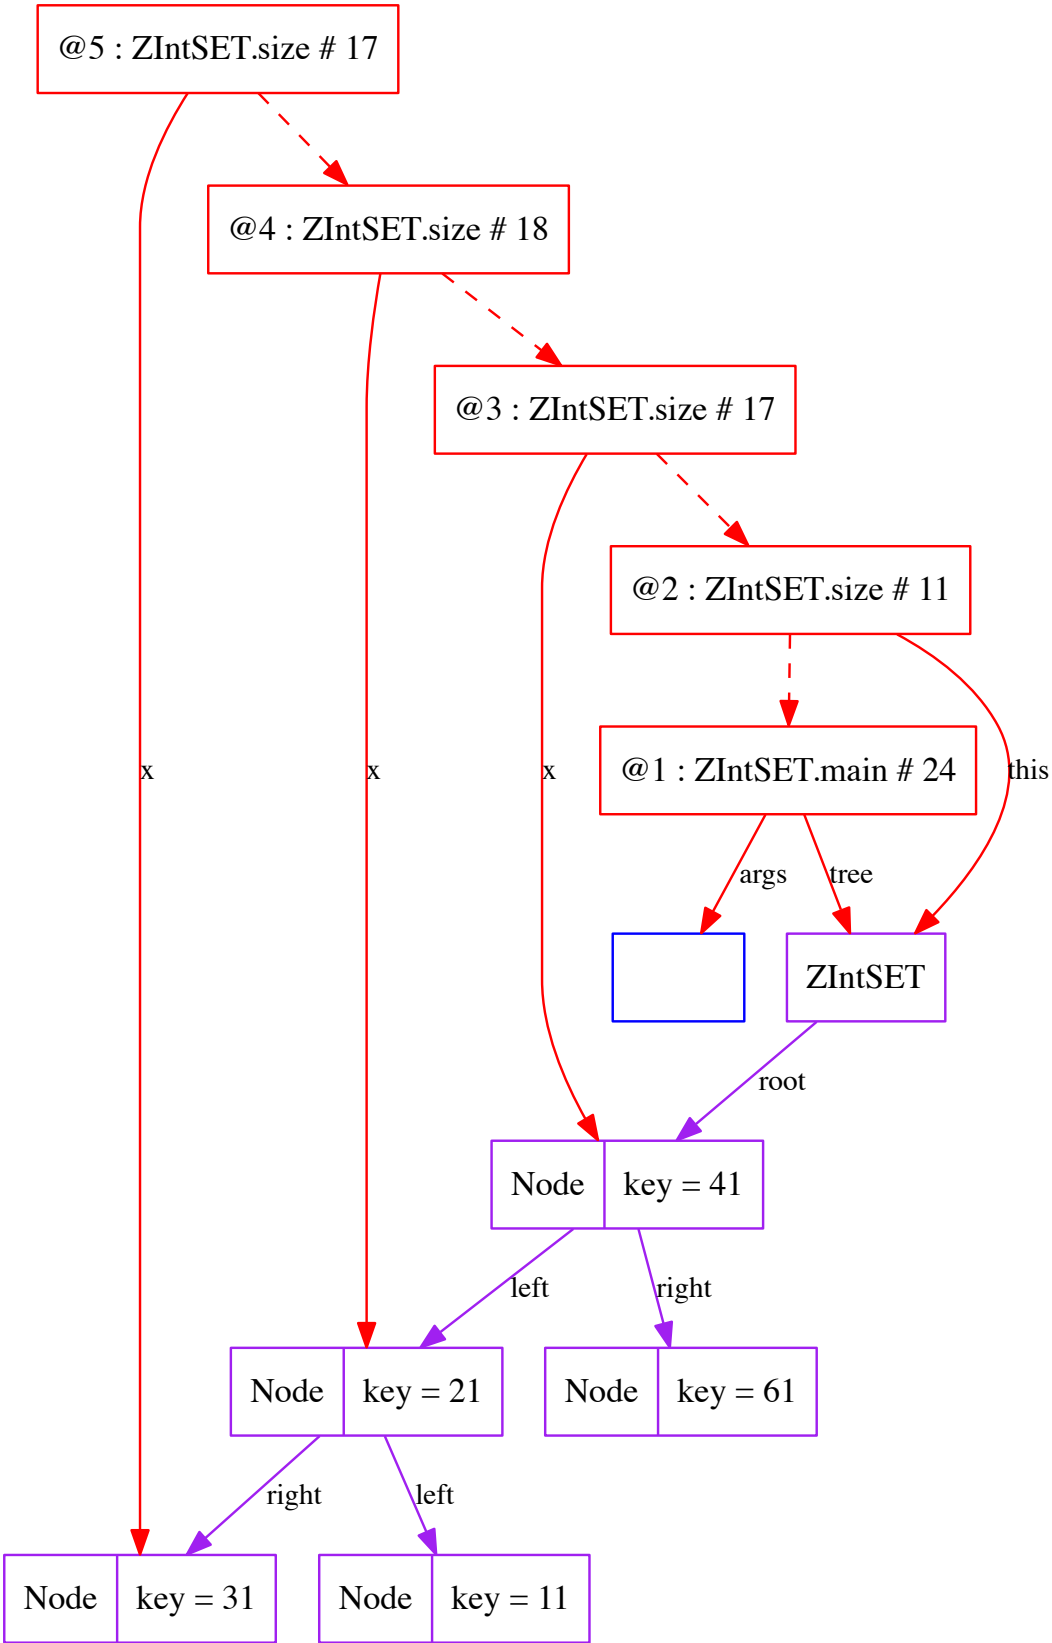 @5 : ZIntSET.size # 17
@4 : ZIntSET.size # 18
@3 : ZIntSET.size # 17
@2 : ZIntSET.size # 11
x
x
x
@1 : ZIntSET.main # 24
this
args
tree
ZIntSET
root
Node
key = 41
left
right
Node
key = 21
Node
key = 61
right
left
Node
key = 31
Node
key = 11